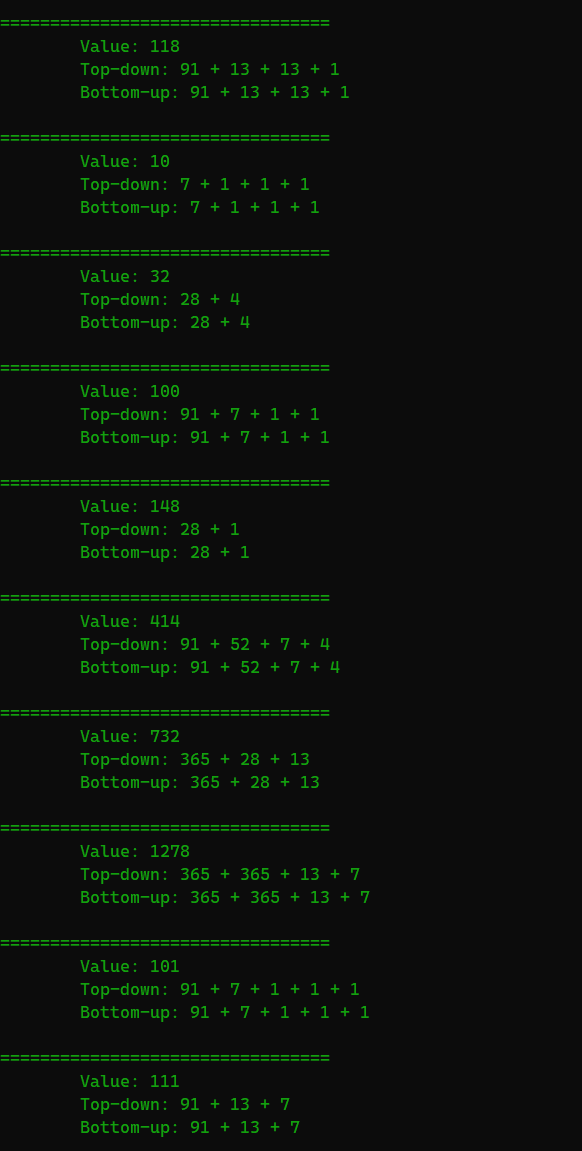 =================================
Value: 118
Top-down: 91 + 13 + 13 + 1
Bottom-up: 91 + 13 + 13 + 1
=================================
Value: 10
Top-down: 7 + 1 + 1 + 1
Bottom-up: 7 + 1 + 1 + 1
=================================
Value: 32
Top-down: 28 + 4
Bottom-up: 28 + 4
=================================
Value: 100
Top-down: 91 + 7 + 1 + 1
Bottom-up: 91 + 7 + 1 + 1
=================================
Value: 148
Top-down: 28 + 1
Bottom-up: 28 + 1
=================================
Value: 414
Top-down: 91 + 52 + 7 + 4
Bottom-up: 91 + 52 + 7 + 4
=================================
Value: 732
Top-down: 365 + 28 + 13
Bottom-up: 365 + 28 + 13
=================================
Value: 1278
Top-down: 365 + 365 + 13 + 7
Bottom-up: 365 + 365 + 13 + 7
=================================
Value: 101
Top-down: 91 + 7 + 1 + 1 + 1
Bottom-up: 91 + 7 + 1 + 1 + 1
=================================
Value: 111
Top-down: 91 + 13 + 7
Bottom-up: 91 + 13 + 7